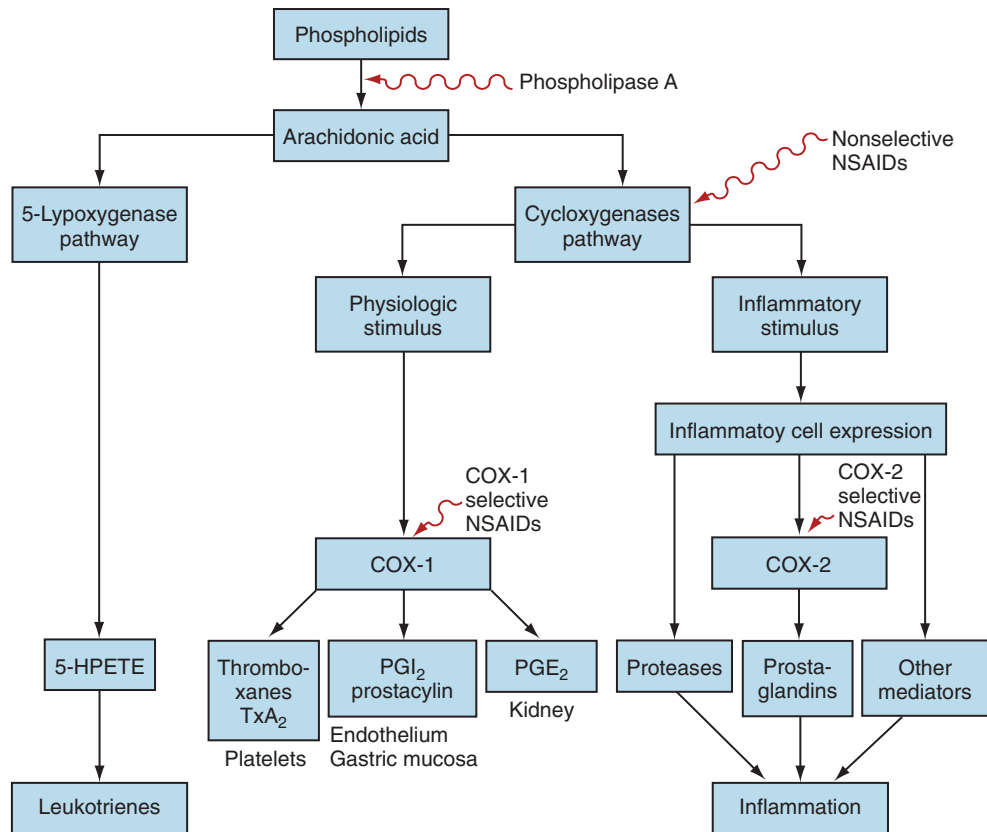 Phospholipids
Phospholipase A
Arachidonic acid
Nonselective
NSAIDs
5-Lypoxygenase
pathway
Cycloxygenases
pathway
Physiologic
stimulus
Inflammatory
stimulus
Inflammatoy cell expression
COX-1
selective
NSAIDs
COX-2
selective
NSAIDs
COX-1
COX-2
5-HPETE
Thrombo-
xanes
TxA₂
Platelets
PGI₂
prostacylin
Endothelium
Gastric mucosa
PGE₂
Kidney
Proteases
Prosta-
glandins
Other
mediators
Leukotrienes
Inflammation